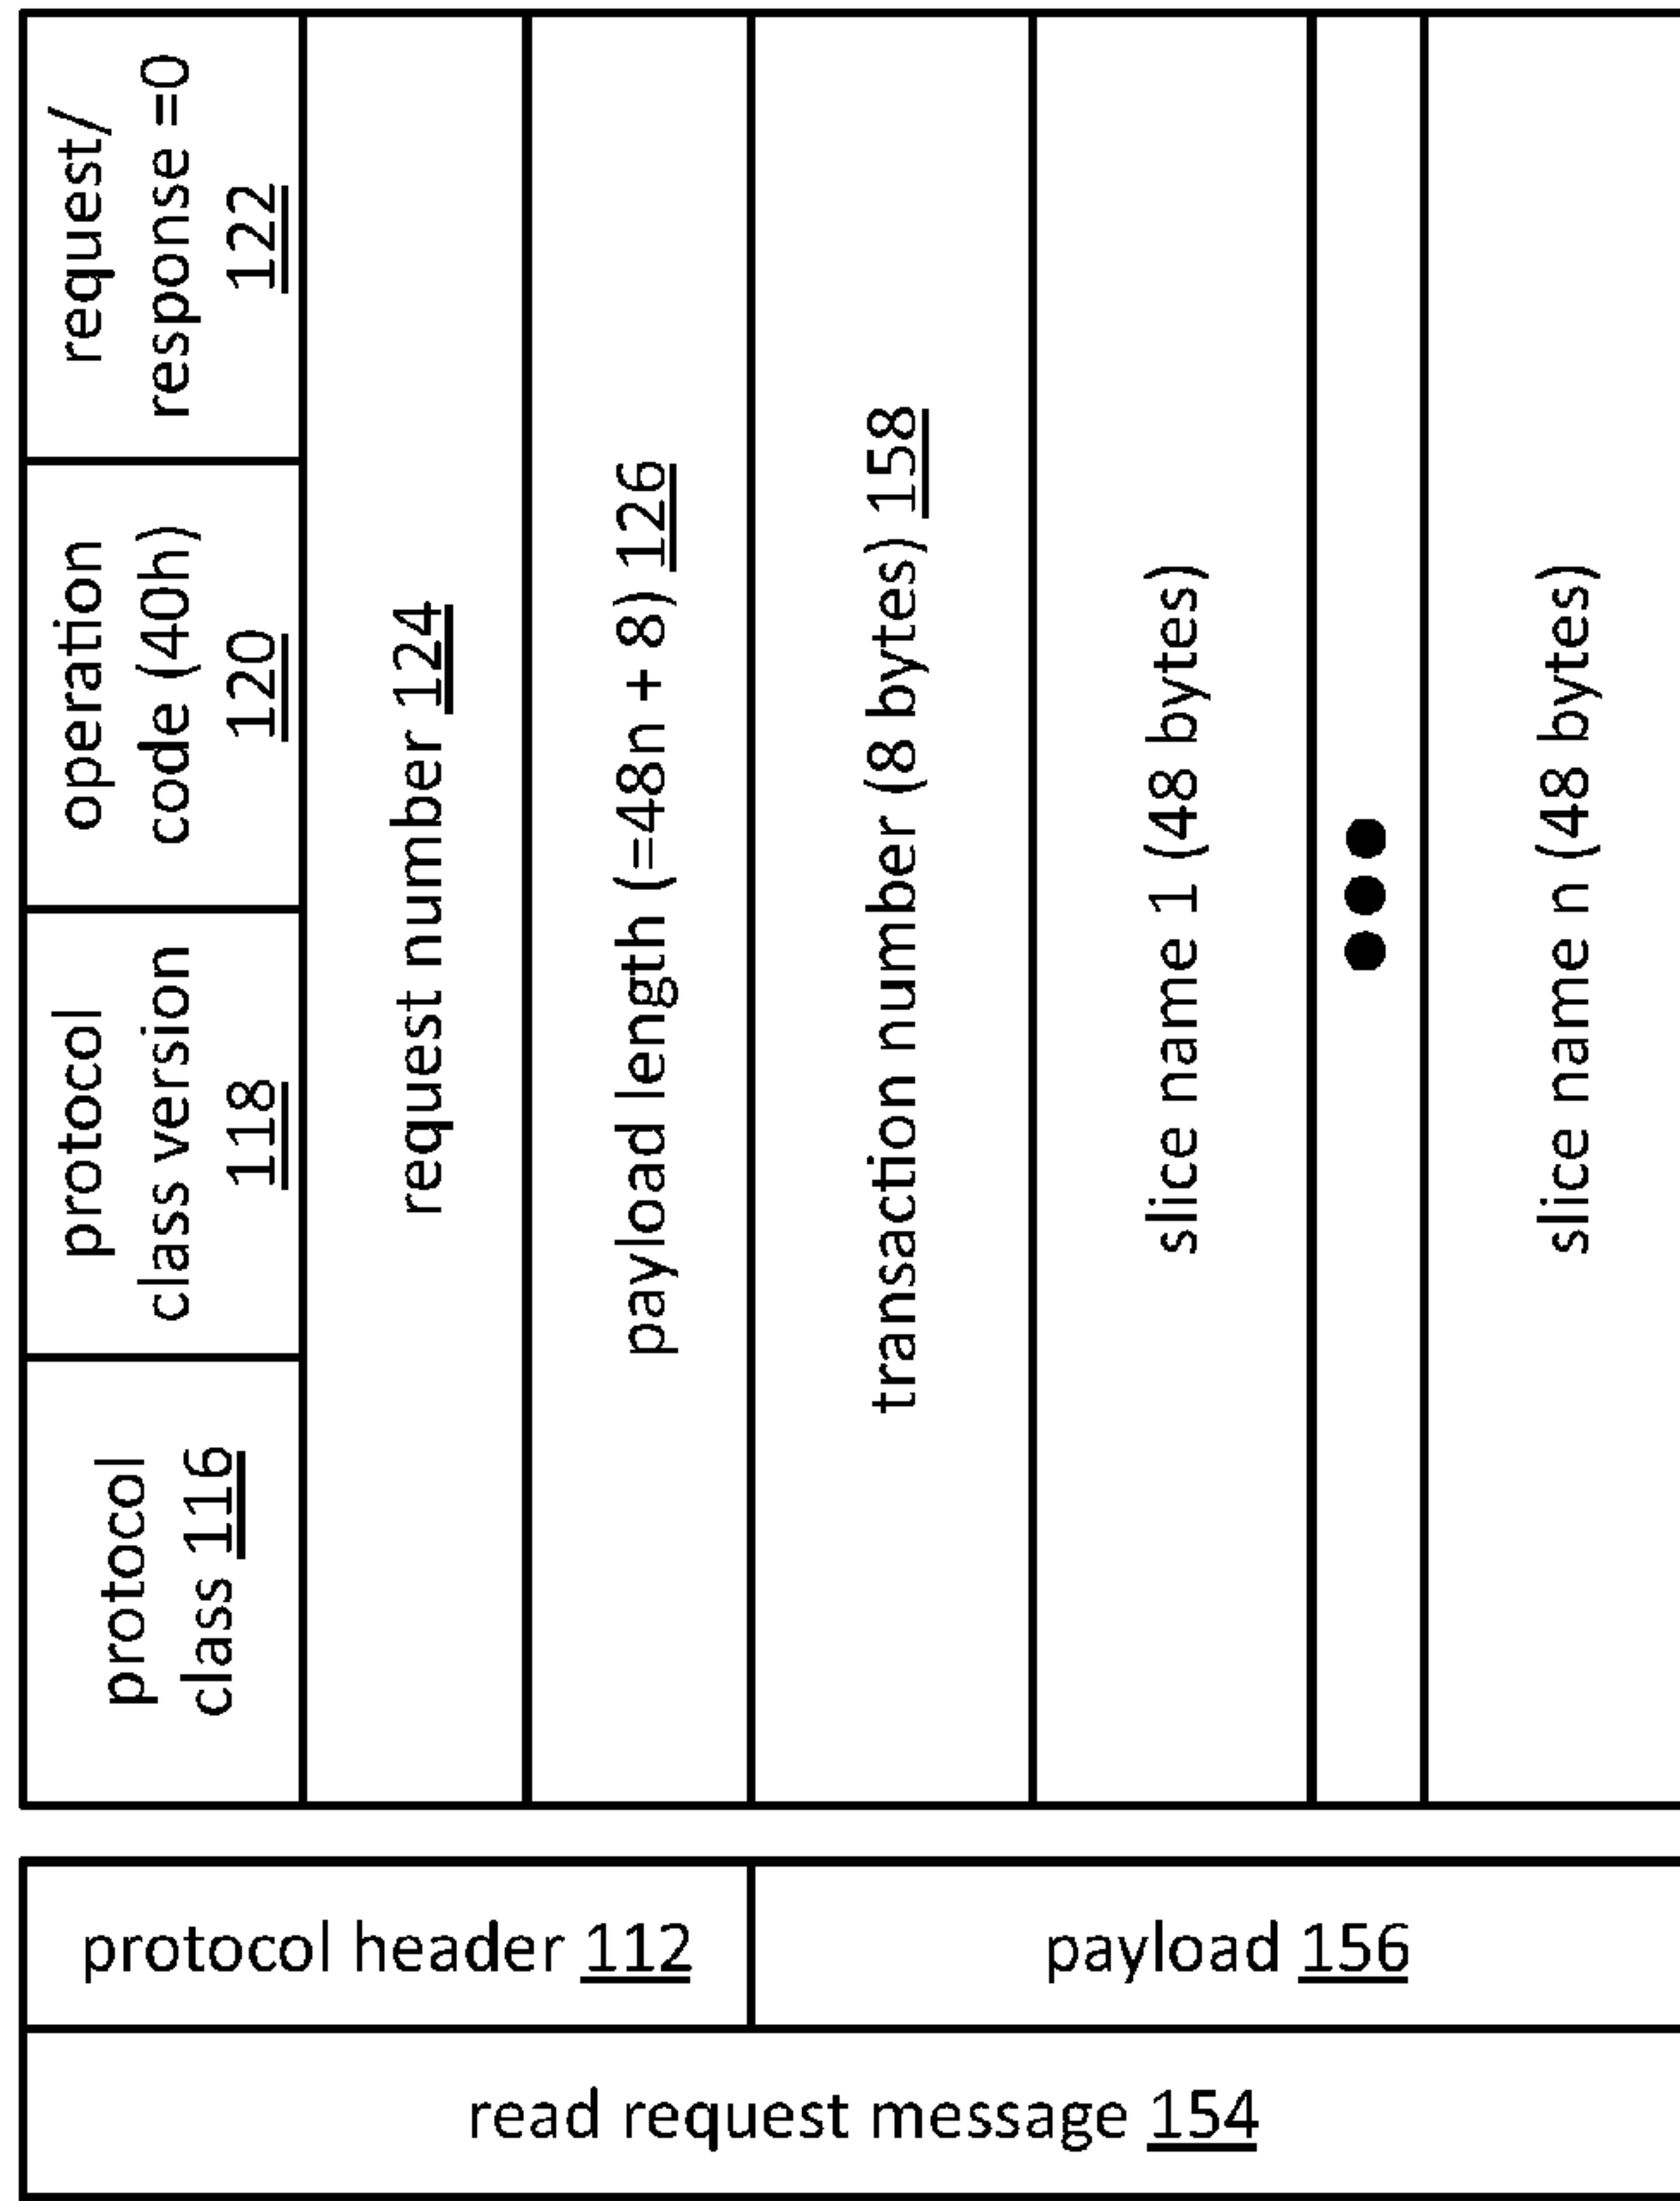 read request message 154
protocol header 112
payload 156
protocol
class 116
protocol
class version
118
operation
code (40h)
120
request/
response =0
122
request number 124
payload length (=48n + 8) 126
transaction number (8 bytes) 158
slice name 1 (48 bytes)
slice name n (48 bytes)